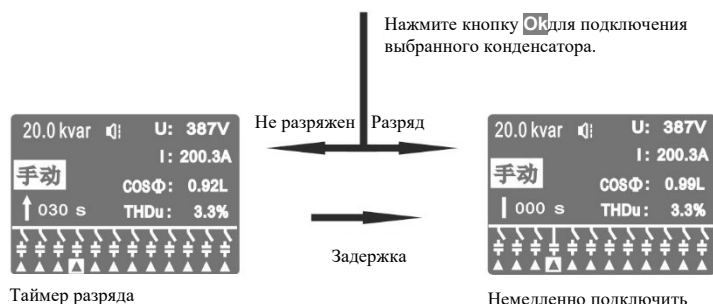 Нажмите кнопку Ok для подключения
выбранного конденсатора.
Не разряжен
Разряд
20.0 kvar U: 387V
I: 200.3A
手动
COSΦ: 0.92L
030 s THDu: 3.3%
Таймер разряда
Задержка
20.0 kvar U: 387V
I: 200.3A
手动
COSΦ: 0.99L
000 s THDu: 3.3%
Немедленно подключить